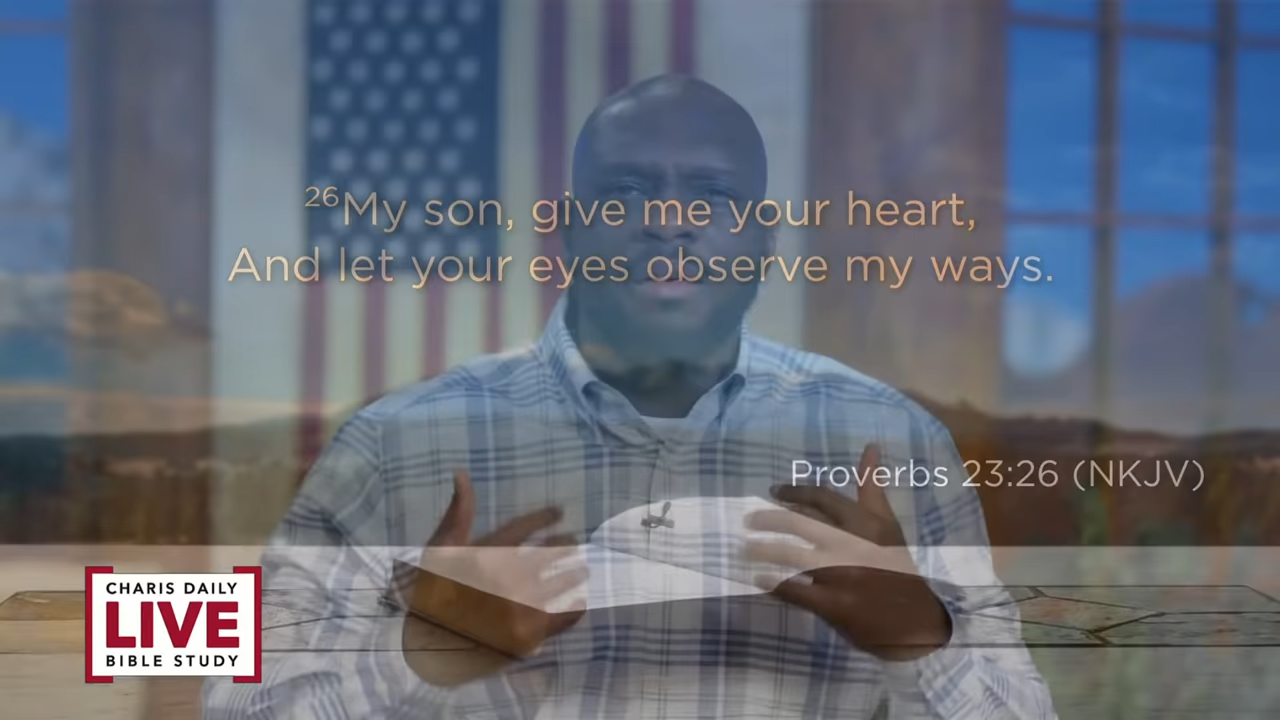 ²⁶My son, give me your heart,
And let your eyes observe my ways.
Proverbs 23:26 (NKJV)
CHARIS DAILY
LIVE
BIBLE STUDY